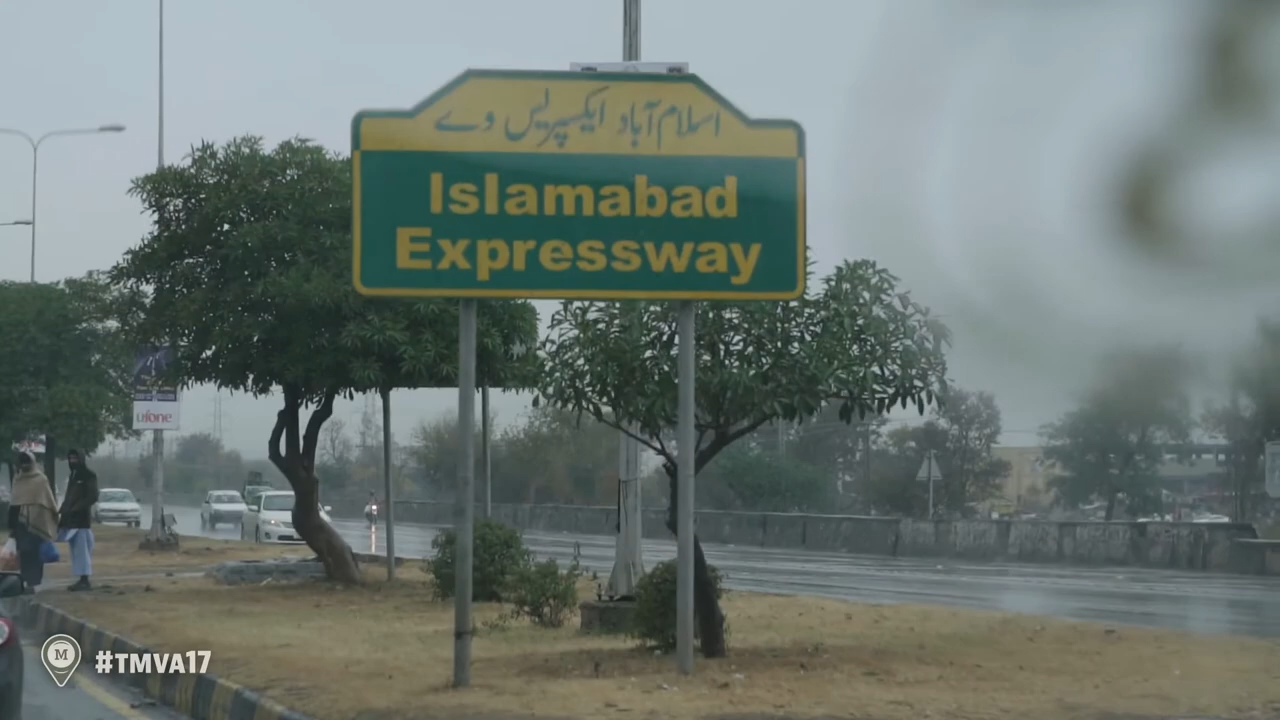 اسلام آباد ایکسپریس وے
Islamabad
Expressway
ufone
M
#TMVA17